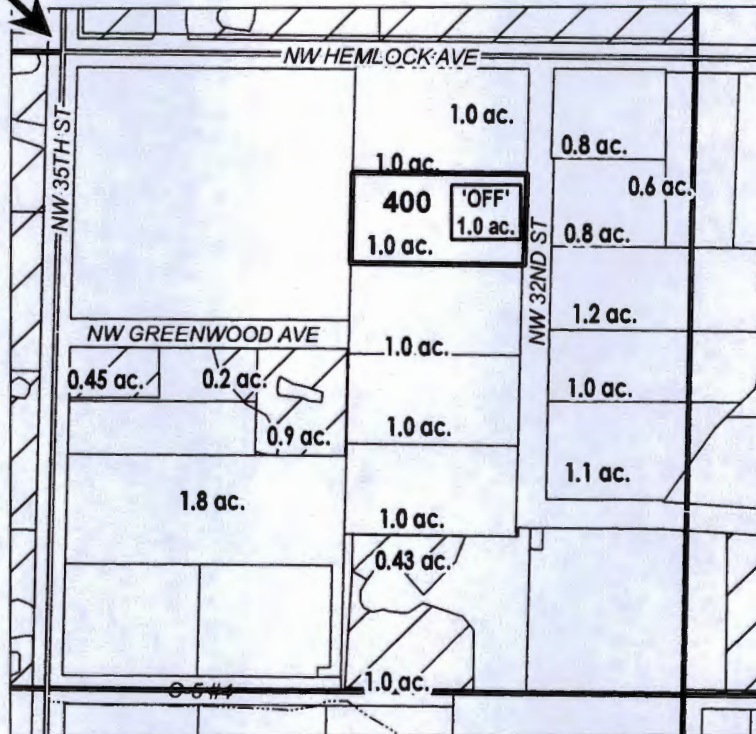 NW HEMLOCK AVE
NW 35TH ST
1.0 ac.
0.8 ac.
1.0 ac.
0.6 ac.
400
'OFF'
1.0 ac.
1.0 ac.
0.8 ac.
NW 32ND ST
1.2 ac.
NW GREENWOOD AVE
1.0 ac.
0.45 ac.
0.2 ac.
1.0 ac.
0.9 ac.
1.0 ac.
1.1 ac.
1.8 ac.
1.0 ac.
0.43 ac.
1.0 ac.
C-5 #4